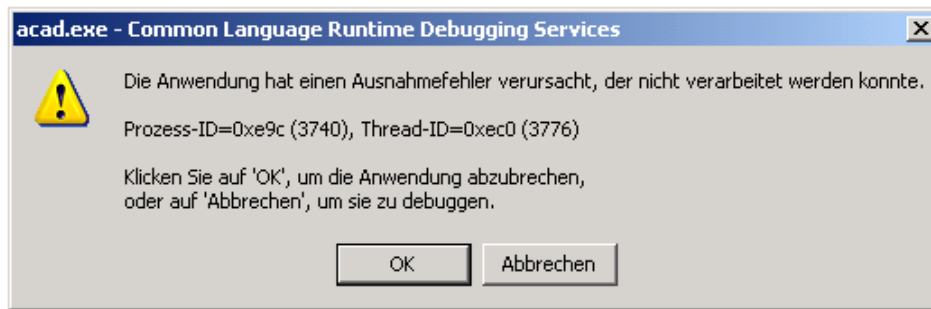 acad.exe - Common Language Runtime Debugging Services
Die Anwendung hat einen Ausnahmefehler verursacht, der nicht verarbeitet werden konnte.
Prozess-ID=0xe9c (3740), Thread-ID=0xec0 (3776)
Klicken Sie auf 'OK', um die Anwendung abzubrechen,
oder auf 'Abbrechen', um sie zu debuggen.
OK
Abbrechen